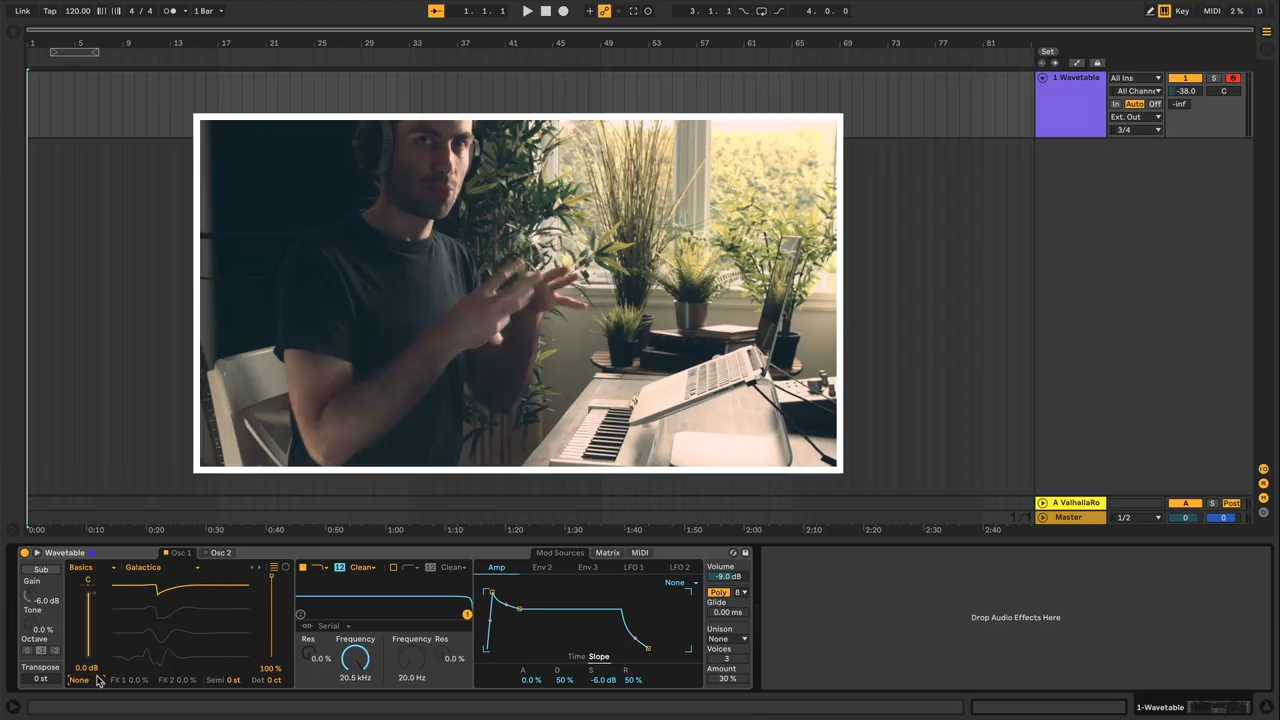 Link Tap 120.00 4 / 4 1 Bar 1. 1. 1 3. 1. 1 4. 0. 0 Key MIDI 2 % D
1 5 9 13 17 21 25 29 33 37 41 45 49 53 57 61 65 69 73 77 81
Set
1 Wavetable All Ins 1 S
All Channe -38.0 C
In Auto Off -inf
Ext. Out
3/4
A ValhallaRo A S Post
1/1 Master 1/2 0 0
0:00 0:10 0:20 0:30 0:40 0:50 1:00 1:10 1:20 1:30 1:40 1:50 2:00 2:10 2:20 2:30 2:40
Wavetable Osc 1 Osc 2 Mod Sources Matrix MIDI
Sub Basics Galactica 12 Clean 12 Clean Amp Env 2 Env 3 LFO 1 LFO 2 Volume
Gain C None -9.0 dB
-6.0 dB Poly 8
Tone Glide
0.0 % 2 Serial 1 0.00 ms
Octave Res Frequency Frequency Res Unison
0 -1 -2 0.0 % 0.0 % Time Slope None
Transpose 0.0 dB 100 % 20.5 kHz 20.0 Hz A D S R Voices
0 st None FX 1 0.0 % FX 2 0.0 % Semi 0 st Det 0 ct 0.0 % 50 % -6.0 dB 50 % 3
Amount
30 %
Drop Audio Effects Here
1-Wavetable